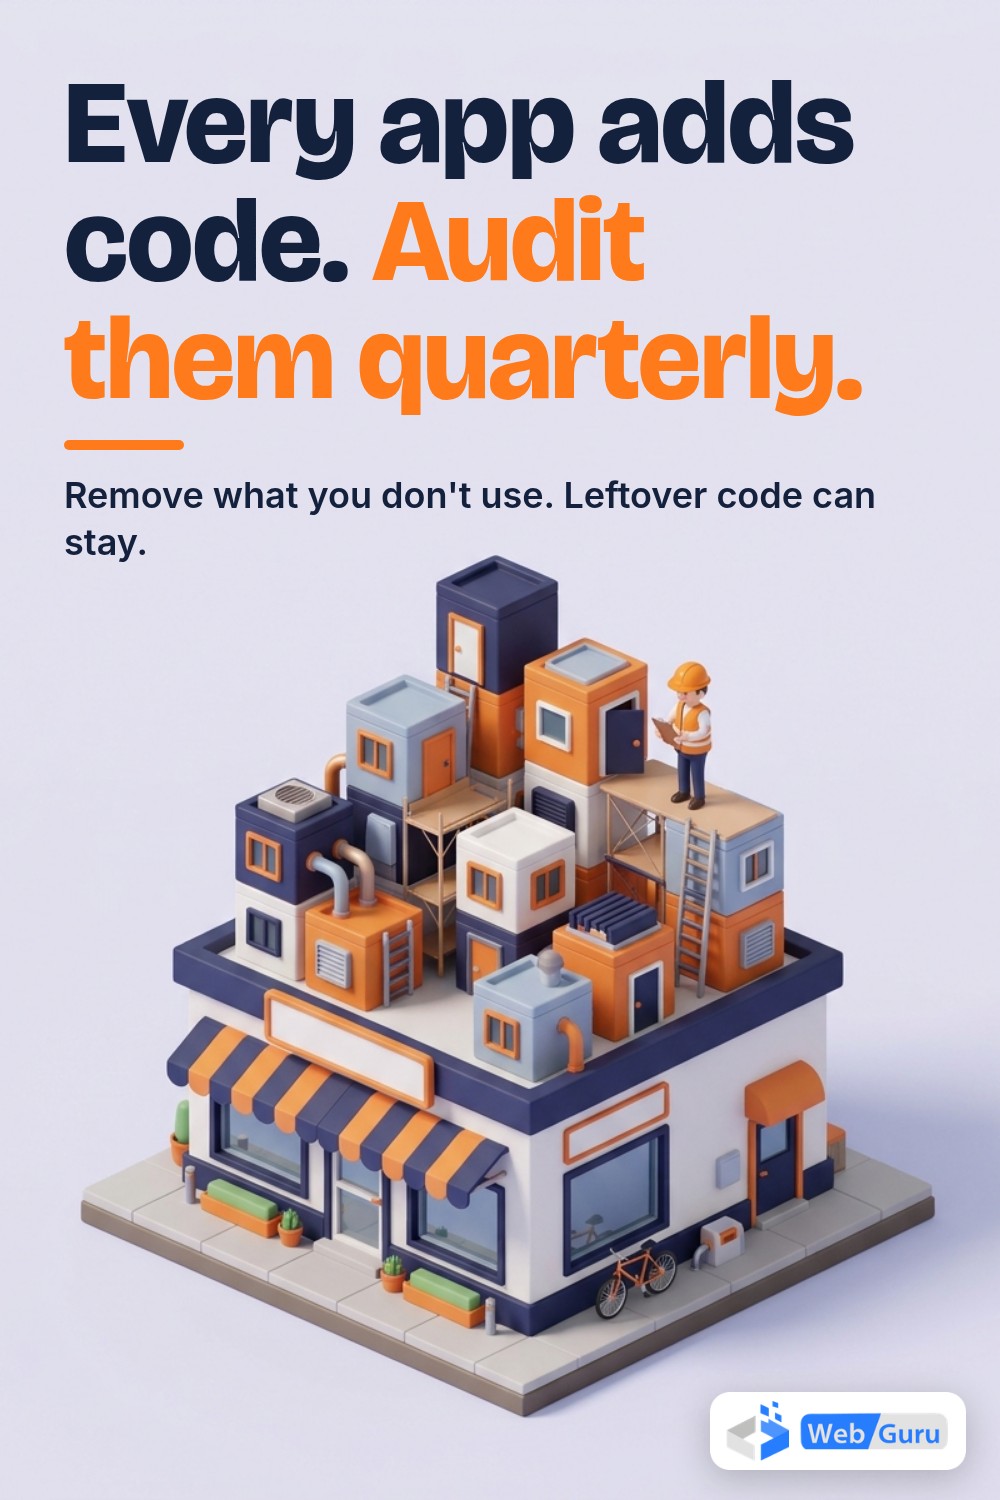 Every app adds
code. Audit
them quarterly.
Remove what you don't use. Leftover code can
stay.
Web Guru